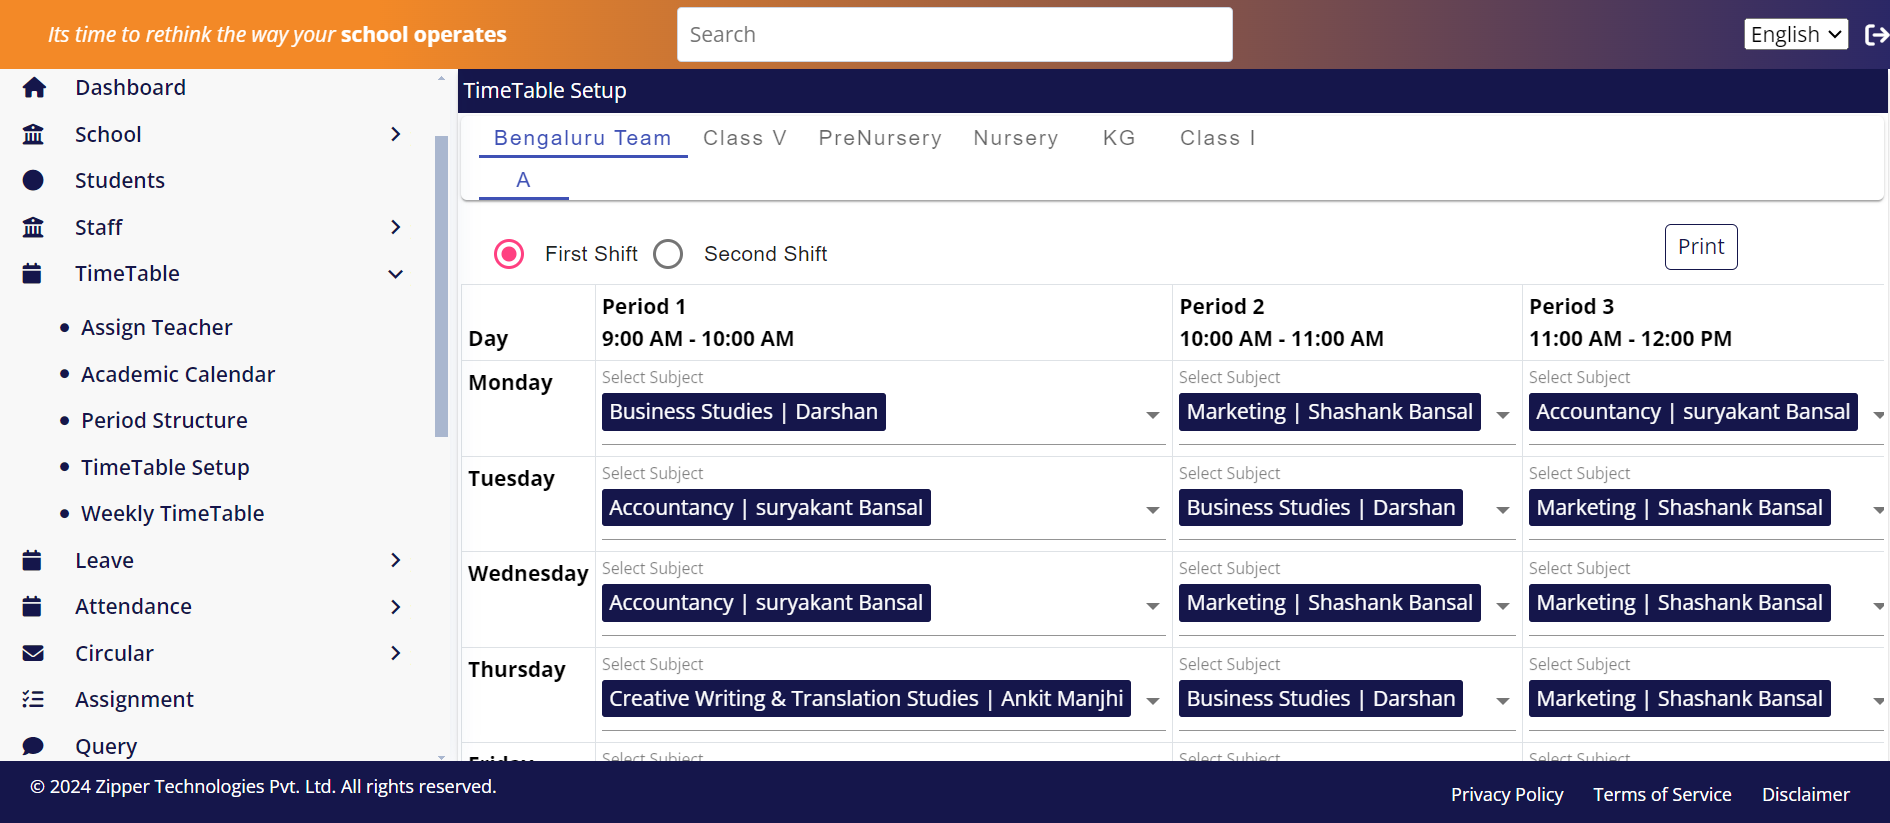 Its time to rethink the way your school operates
Search
English
Dashboard
School
Students
Staff
TimeTable
Assign Teacher
Academic Calendar
Period Structure
TimeTable Setup
Weekly TimeTable
Leave
Attendance
Circular
Assignment
Query
TimeTable Setup
Bengaluru Team Class V PreNursery Nursery KG Class I
A
First Shift Second Shift
Print
Day
Period 1
9:00 AM - 10:00 AM
Period 2
10:00 AM - 11:00 AM
Period 3
11:00 AM - 12:00 PM
Monday
Select Subject
Business Studies | Darshan
Select Subject
Marketing | Shashank Bansal
Select Subject
Accountancy | suryakant Bansal
Tuesday
Select Subject
Accountancy | suryakant Bansal
Select Subject
Business Studies | Darshan
Select Subject
Marketing | Shashank Bansal
Wednesday
Select Subject
Accountancy | suryakant Bansal
Select Subject
Marketing | Shashank Bansal
Select Subject
Marketing | Shashank Bansal
Thursday
Select Subject
Creative Writing & Translation Studies | Ankit Manjhi
Select Subject
Business Studies | Darshan
Select Subject
Marketing | Shashank Bansal
Friday
Select Subject
Select Subject
Select Subject
© 2024 Zipper Technologies Pvt. Ltd. All rights reserved.
Privacy Policy Terms of Service Disclaimer